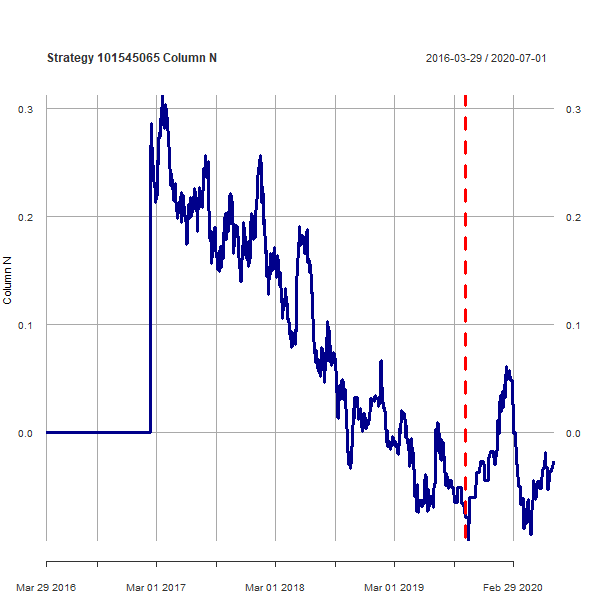 Strategy 101545065 Column N
2016-03-29 / 2020-07-01
0.3
0.3
0.2
0.2
0.1
0.1
0.0
0.0
Column N
Mar 29 2016
Mar 01 2017
Mar 01 2018
Mar 01 2019
Feb 29 2020